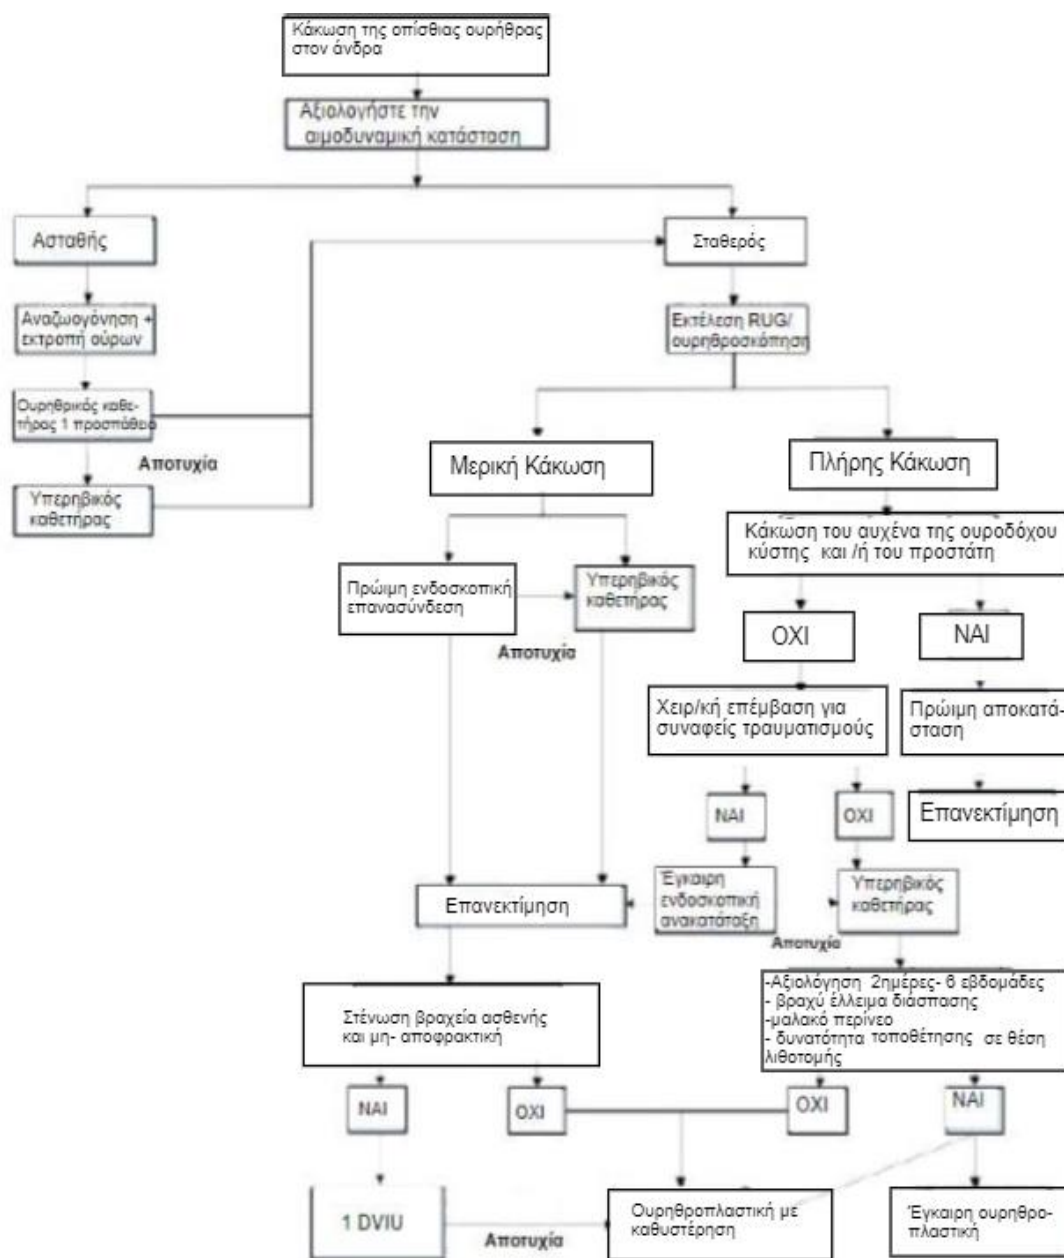 Κάκωση της οπίσθιας ουρήθρας
στον άνδρα
Αξιολογήστε την
αιμοδυναμική κατάσταση
Ασταθής
Σταθερός
Αναζωογόνηση +
εκτροπή ούρων
Εκτέλεση RUG/
ουρηθροσκόπηση
Ουρηθρικός καθε-
τήρας 1 προσπάθεια
Αποτυχία
Υπερηβικός
καθετήρας
Μερική Κάκωση
Πλήρης Κάκωση
Κάκωση του αυχένα της ουροδόχου
κύστης και /ή του προστάτη
Πρώιμη ενδοσκοπική
επανασύνδεση
Υπερηβικός
καθετήρας
Αποτυχία
ΟΧΙ
ΝΑΙ
Χειρ/κή επέμβαση για
συναφείς τραυματισμούς
Πρώιμη αποκατά-
σταση
ΝΑΙ
ΟΧΙ
Επανεκτίμηση
Επανεκτίμηση
Έγκαιρη
ενδοσκοπική
ανακατάταξη
Υπερηβικός
καθετήρας
Αποτυχία
-Αξιολόγηση 2ημέρες- 6 εβδομάδες
- βραχύ έλλειμα διάσπασης
-μαλακό περίνεο
- δυνατότητα τοποθέτησης σε θέση
λιθοτομής
Στένωση βραχεία ασθενής
και μη- αποφρακτική
ΝΑΙ
ΟΧΙ
ΟΧΙ
ΝΑΙ
1 DVIU
Αποτυχία
Ουρηθροπλαστική με
καθυστέρηση
Έγκαιρη ουρηθρο-
πλαστική